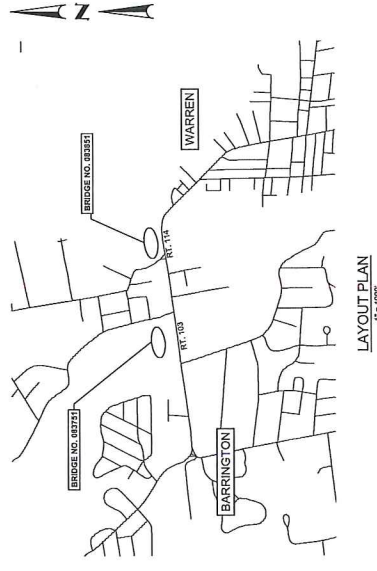 N
BRIDGE NO. 083851
WARREN
RT. 114
RT. 103
BRIDGE NO. 083751
BARRINGTON
LAYOUT PLAN